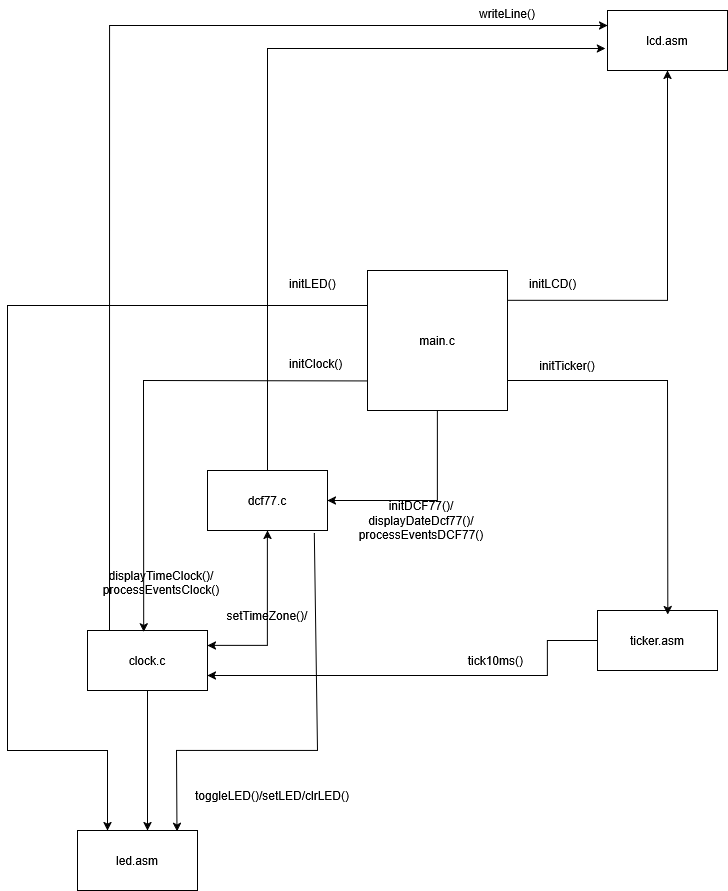 writeLine()
lcd.asm
initLED()
initLCD()
main.c
initClock()
initTicker()
dcf77.c
initDCF77()/
displayDateDcf77()/
processEventsDCF77()
displayTimeClock()/
processEventsClock()
setTimeZone()/
clock.c
tick10ms()
ticker.asm
toggleLED()/setLED/clrLED()
led.asm